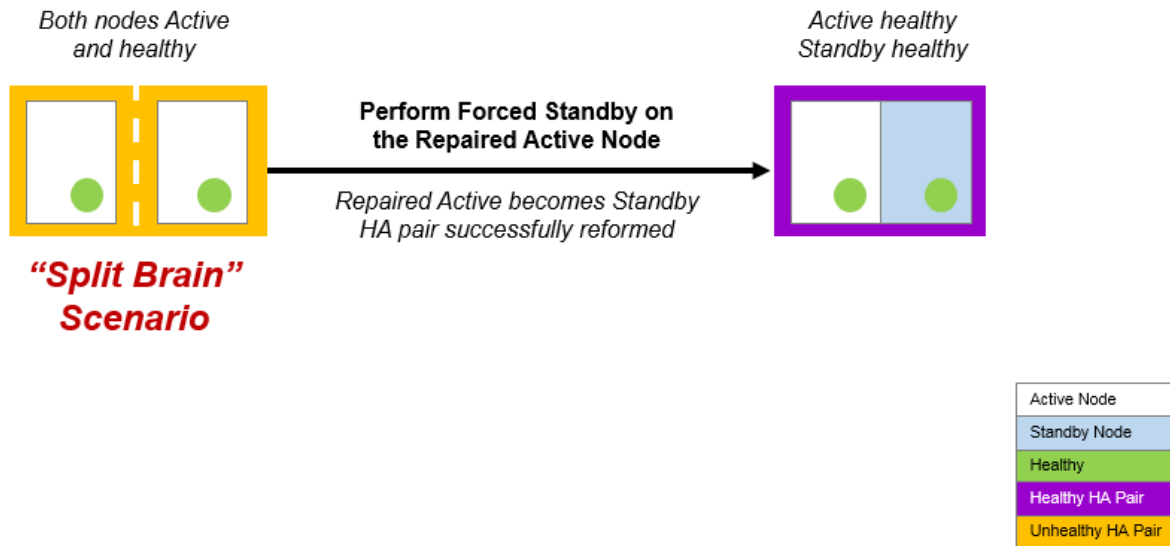 Both nodes Active
and healthy
Active healthy
Standby healthy
Perform Forced Standby on
the Repaired Active Node
Repaired Active becomes Standby
HA pair successfully reformed
“Split Brain”
Scenario
Active Node
Standby Node
Healthy
Healthy HA Pair
Unhealthy HA Pair